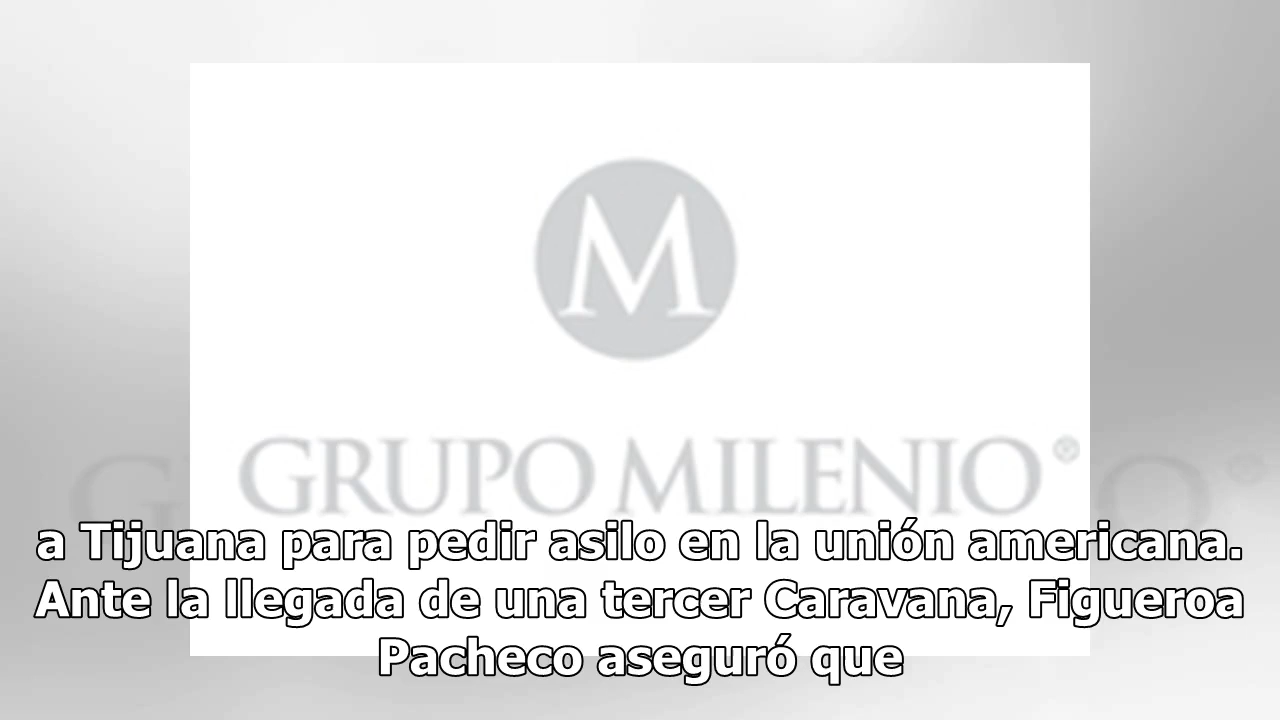 M
GRUPO MILENIO®
a Tijuana para pedir asilo en la unión americana.
Ante la llegada de una tercer Caravana, Figueroa
Pacheco aseguró que